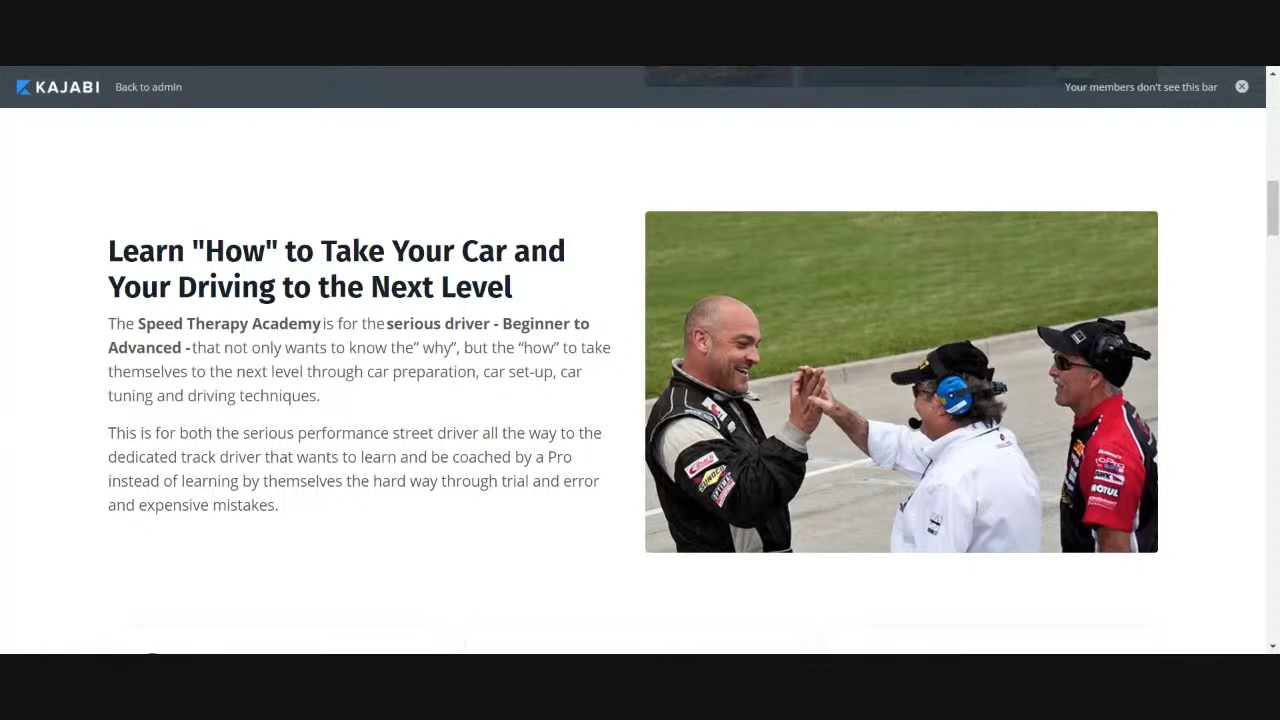 KAJABI Back to admin Your members don't see this bar
Learn "How" to Take Your Car and
Your Driving to the Next Level
The Speed Therapy Academy is for the serious driver - Beginner to
Advanced - that not only wants to know the” why”, but the “how” to take
themselves to the next level through car preparation, car set-up, car
tuning and driving techniques.
This is for both the serious performance street driver all the way to the
dedicated track driver that wants to learn and be coached by a Pro
instead of learning by themselves the hard way through trial and error
and expensive mistakes.
SUNOCO
GoPro
MOTUL